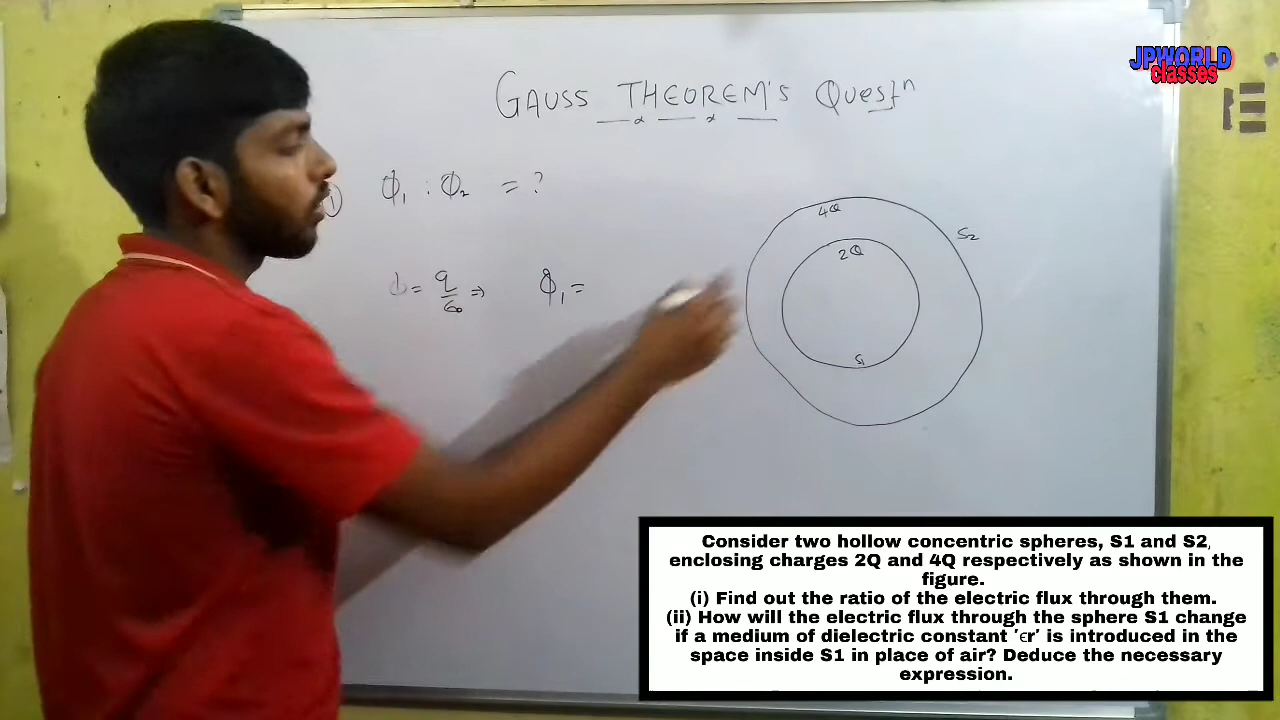 JPWORLD
classes
GAUSS THEOREM'S Questn
① Φ₁ : Φ₂ = ?
4Q
S₂
2Q
= q/ε₀ ⇒ Φ₁ =
S₁
Consider two hollow concentric spheres, S1 and S2,
enclosing charges 2Q and 4Q respectively as shown in the
figure.
(i) Find out the ratio of the electric flux through them.
(ii) How will the electric flux through the sphere S1 change
if a medium of dielectric constant 'ϵr' is introduced in the
space inside S1 in place of air? Deduce the necessary
expression.